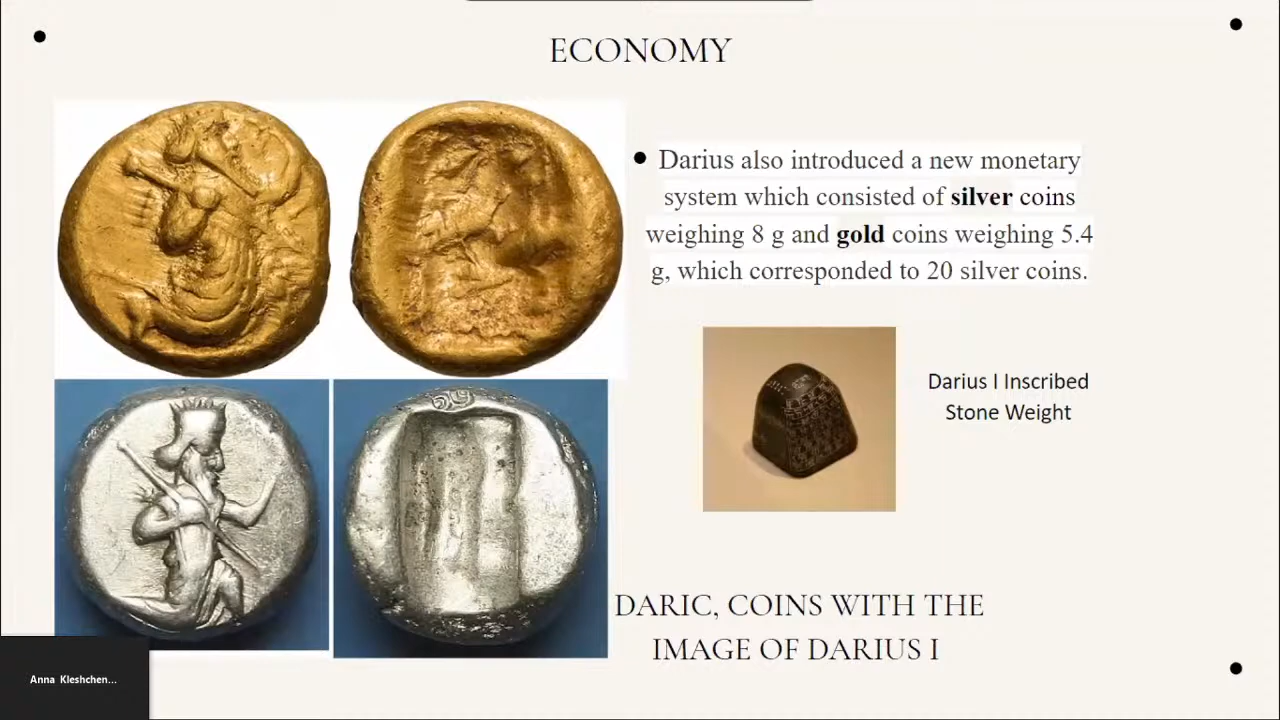 ECONOMY
Darius also introduced a new monetary
system which consisted of silver coins
weighing 8 g and gold coins weighing 5.4
g, which corresponded to 20 silver coins.
Darius I Inscribed
Stone Weight
DARIC, COINS WITH THE
IMAGE OF DARIUS I
Anna Kleshchen...